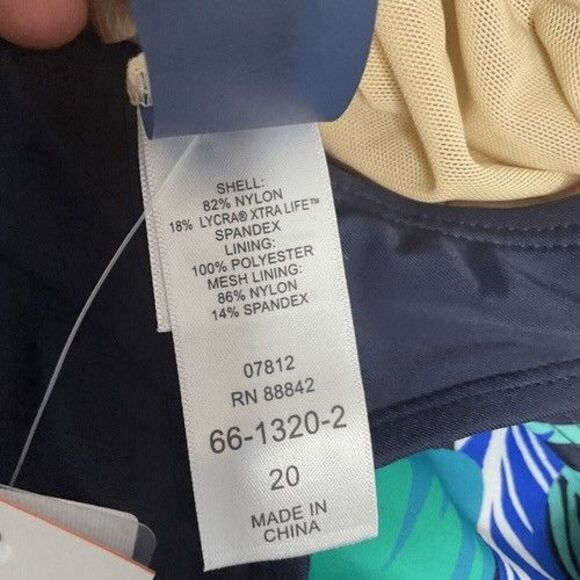 SHELL:
82% NYLON
18% LYCRA® XTRA LIFE™
SPANDEX
LINING:
100% POLYESTER
MESH LINING:
86% NYLON
14% SPANDEX
07812
RN 88842
66-1320-2
20
MADE IN
CHINA